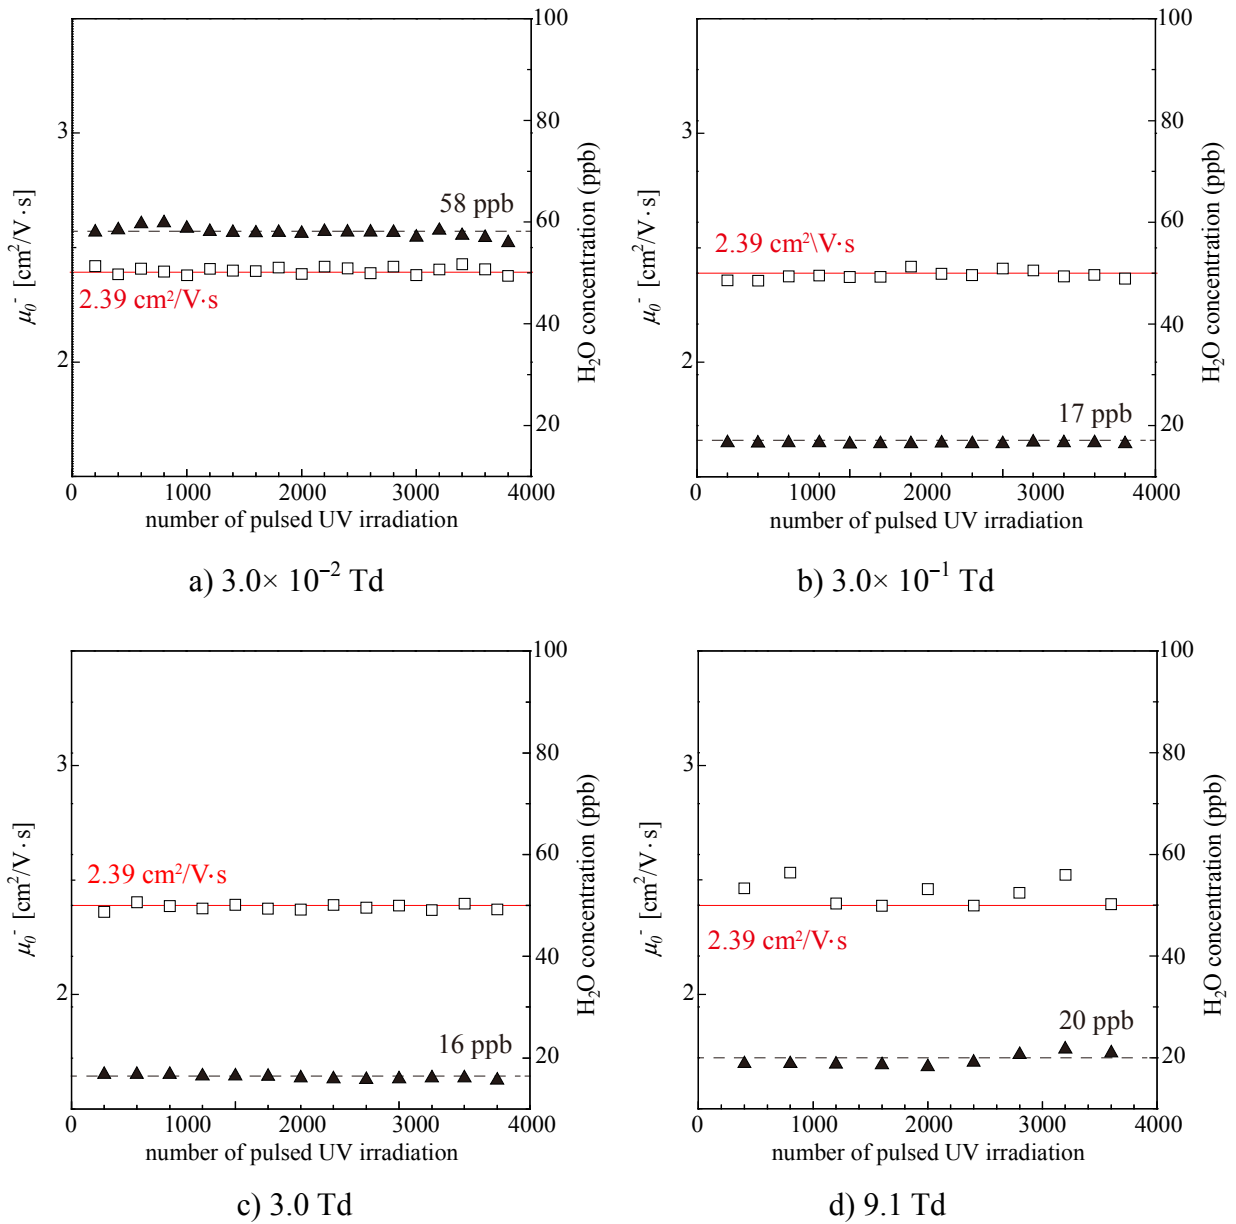 100
80
60
40
20
3
2
μ₀⁻ [cm²/V·s]
H₂O concentration (ppb)
58 ppb
2.39 cm²/V·s
0 1000 2000 3000 4000
number of pulsed UV irradiation
a) 3.0× 10⁻² Td
100
80
60
40
20
3
2
μ₀⁻ [cm²/V·s]
H₂O concentration (ppb)
2.39 cm²\V·s
17 ppb
0 1000 2000 3000 4000
number of pulsed UV irradiation
b) 3.0× 10⁻¹ Td
100
80
60
40
20
3
2
μ₀⁻ [cm²/V·s]
H₂O concentration (ppb)
2.39 cm²/V·s
16 ppb
0 1000 2000 3000 4000
number of pulsed UV irradiation
c) 3.0 Td
100
80
60
40
20
3
2
μ₀⁻ [cm²/V·s]
H₂O concentration (ppb)
2.39 cm²/V·s
20 ppb
0 1000 2000 3000 4000
number of pulsed UV irradiation
d) 9.1 Td